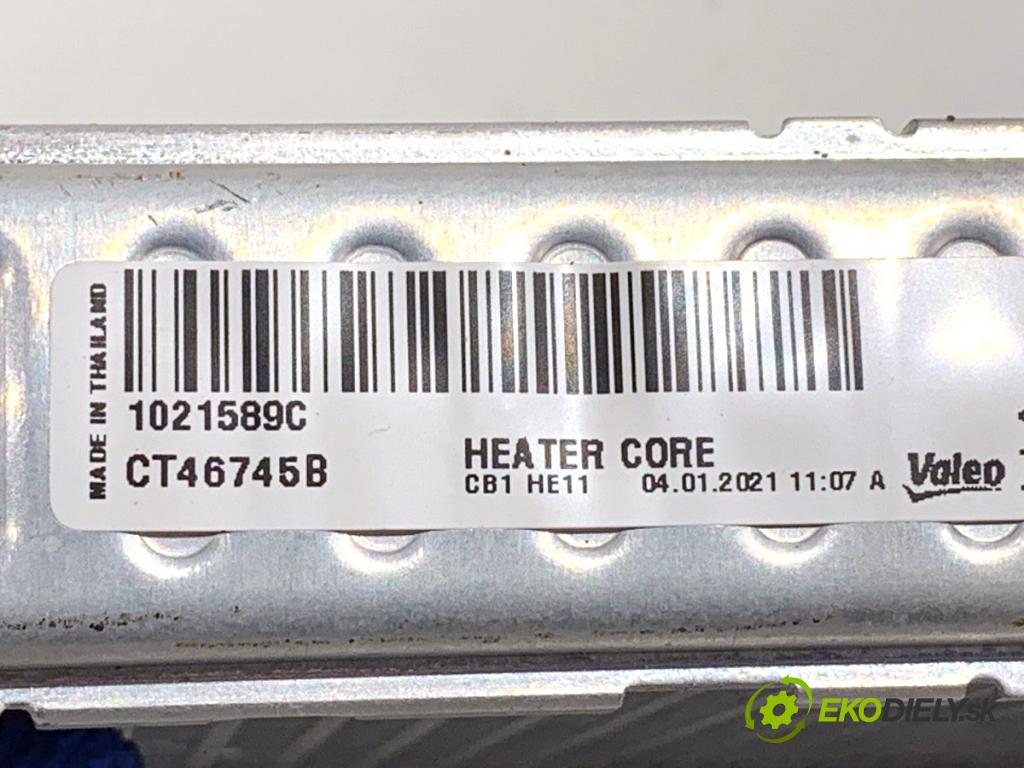 MADE IN THAILAND
1021589C
CT46745B
HEATER CORE
CB1 HE11 04.01.2021 11:07 A
Valeo
EKODIELY.sk